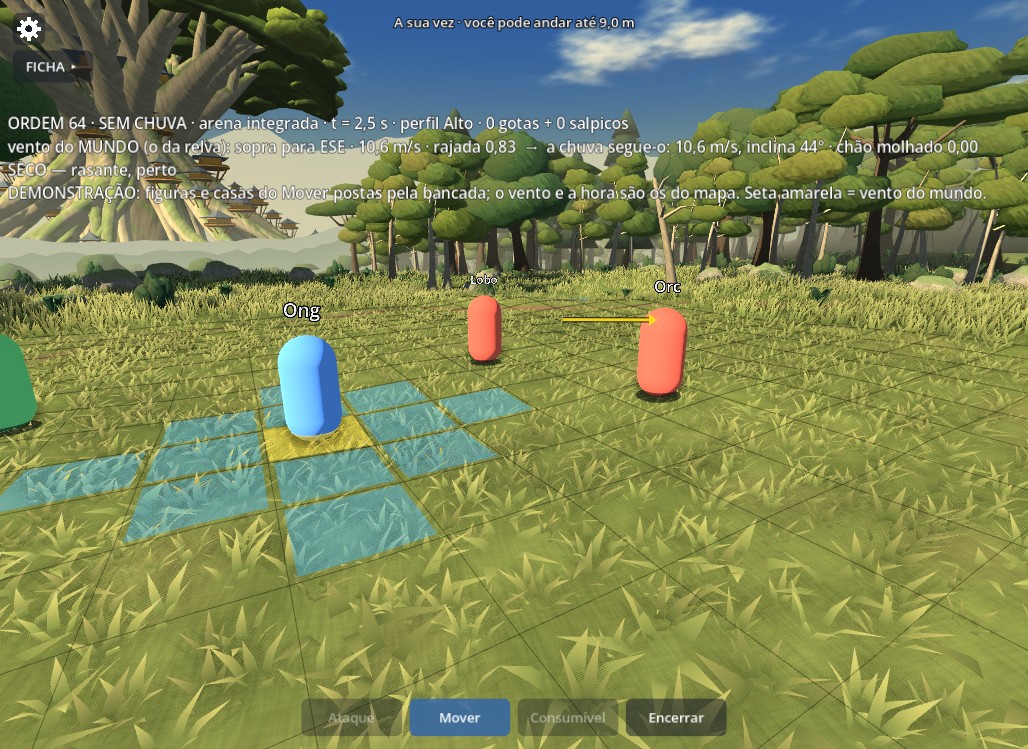 A sua vez · você pode andar até 9,0 m
FICHA ▸
ORDEM 64 · SEM CHUVA · arena integrada · t = 2,5 s · perfil Alto · 0 gotas + 0 salpicos
vento do MUNDO (o da relva): sopra para ESE · 10,6 m/s · rajada 0,83 → a chuva segue-o: 10,6 m/s, inclina 44° · chão molhado 0,00
SECO — rasante, perto
DEMONSTRAÇÃO: figuras e casas do Mover postas pela bancada; o vento e a hora são os do mapa. Seta amarela = vento do mundo.
Lobo
Orc
Ong
Ataque
Mover
Consumível
Encerrar